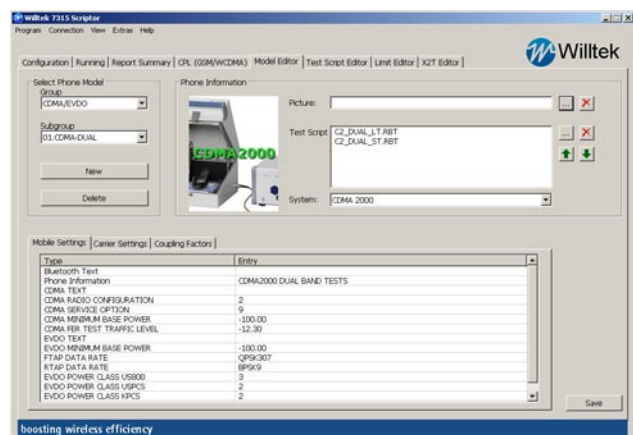 Willtek 7315 Scriptor
Program Connection View Extras Help
Willtek
Configuration Running Report Summary CPL (GSM/WCDMA) Model Editor Test Script Editor Limit Editor X2T Editor
Select Phone Model
Group
CDMA/EVDO
Subgroup
01.CDMA-DUAL
New
Delete
Phone Information
CDMA2000
Picture:
...
Test Script
C2_DUAL_LT.RBT
C2_DUAL_ST.RBT
...
System: CDMA 2000
Mobile Settings Carrier Settings Coupling Factors
Type Entry
Bluetooth Text
Phone Information CDMA2000 DUAL BAND TESTS
CDMA TEXT
CDMA RADIO CONFIGURATION 2
CDMA SERVICE OPTION 9
CDMA MINIMUM BASE POWER -100.00
CDMA FER TEST TRAFFIC LEVEL -12.30
EVDO TEXT
EVDO MINIMUM BASE POWER -100.00
FTAP DATA RATE QPSK307
RTAP DATA RATE BPSK9
EVDO POWER CLASS US800 3
EVDO POWER CLASS USPCS 2
EVDO POWER CLASS KPCS 2
Save
boosting wireless efficiency